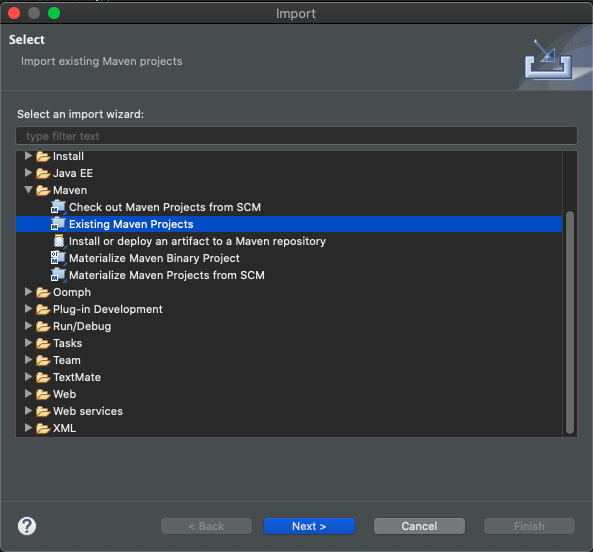 Import
Select
Import existing Maven projects
Select an import wizard:
type filter text
Install
Java EE
Maven
Check out Maven Projects from SCM
Existing Maven Projects
Install or deploy an artifact to a Maven repository
Materialize Maven Binary Project
Materialize Maven Projects from SCM
Oomph
Plug-in Development
Run/Debug
Tasks
Team
TextMate
Web
Web services
XML
? < Back Next > Cancel Finish